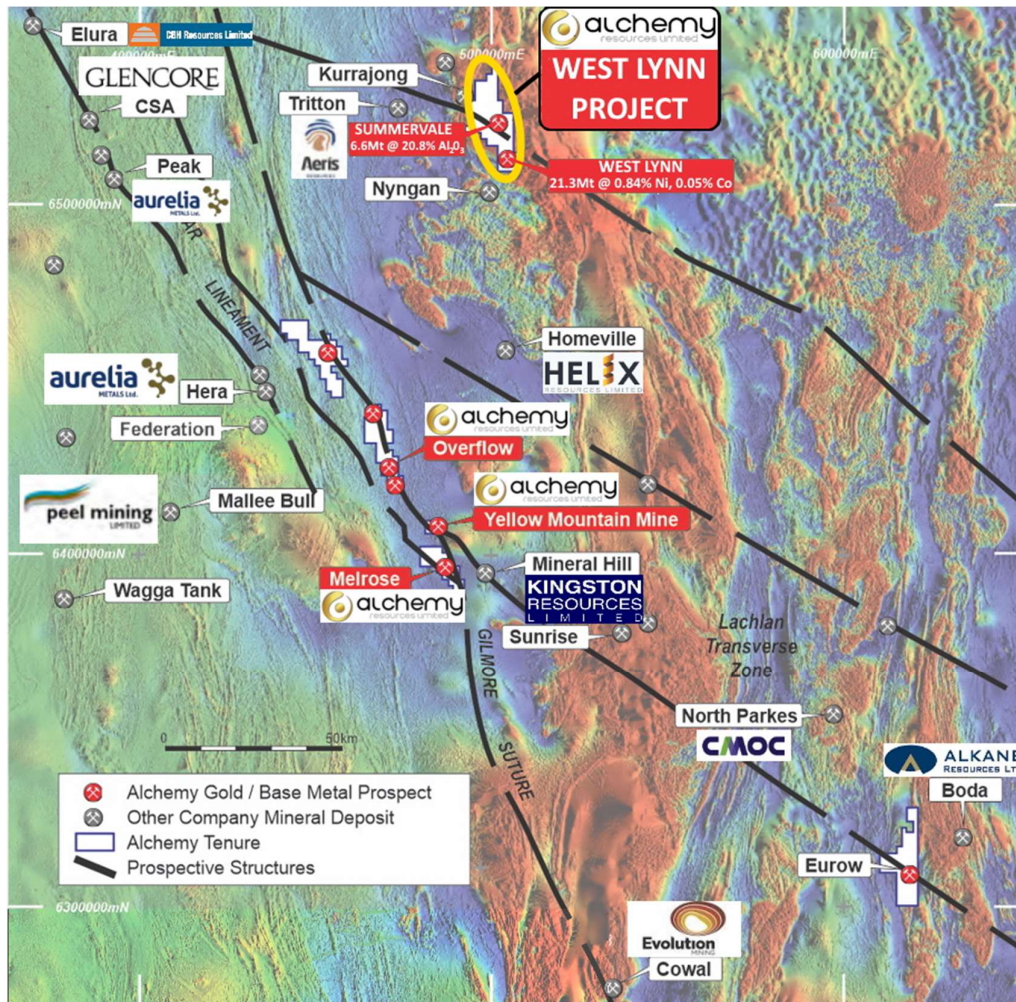 Elura
CBH Resources Limited
500000mE
600000mE
alchemy
resources limited
WEST LYNN
PROJECT
GLENCORE
CSA
Kurrajong
Tritton
Aeris
RESOURCES
SUMMERVALE
6.6Mt @ 20.8% Al₂O₃
WEST LYNN
21.3Mt @ 0.84% Ni, 0.05% Co
Peak
aurelia
METALS Ltd.
Nyngan
6500000mN
LINEAMENT
Homeville
HELIX
RESOURCES LIMITED
aurelia
METALS Ltd.
Hera
Federation
alchemy
resources limited
Overflow
alchemy
resources limited
Yellow Mountain Mine
peel mining
LIMITED
Mallee Bull
6400000mN
Mineral Hill
KINGSTON
RESOURCES
LIMITED
Melrose
alchemy
resources limited
Wagga Tank
Sunrise
GILMORE
SUTURE
Lachlan
Transverse
Zone
North Parkes
CMOC
0
50km
ALKANE
RESOURCES LT
Boda
Alchemy Gold / Base Metal Prospect
Other Company Mineral Deposit
Alchemy Tenure
Prospective Structures
Eurow
6300000mN
Evolution
MINING
Cowal